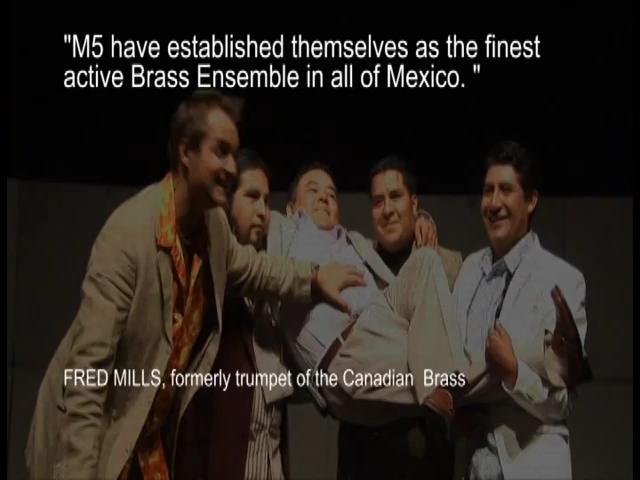 "M5 have established themselves as the finest
active Brass Ensemble in all of Mexico. "
FRED MILLS, formerly trumpet of the Canadian  Brass